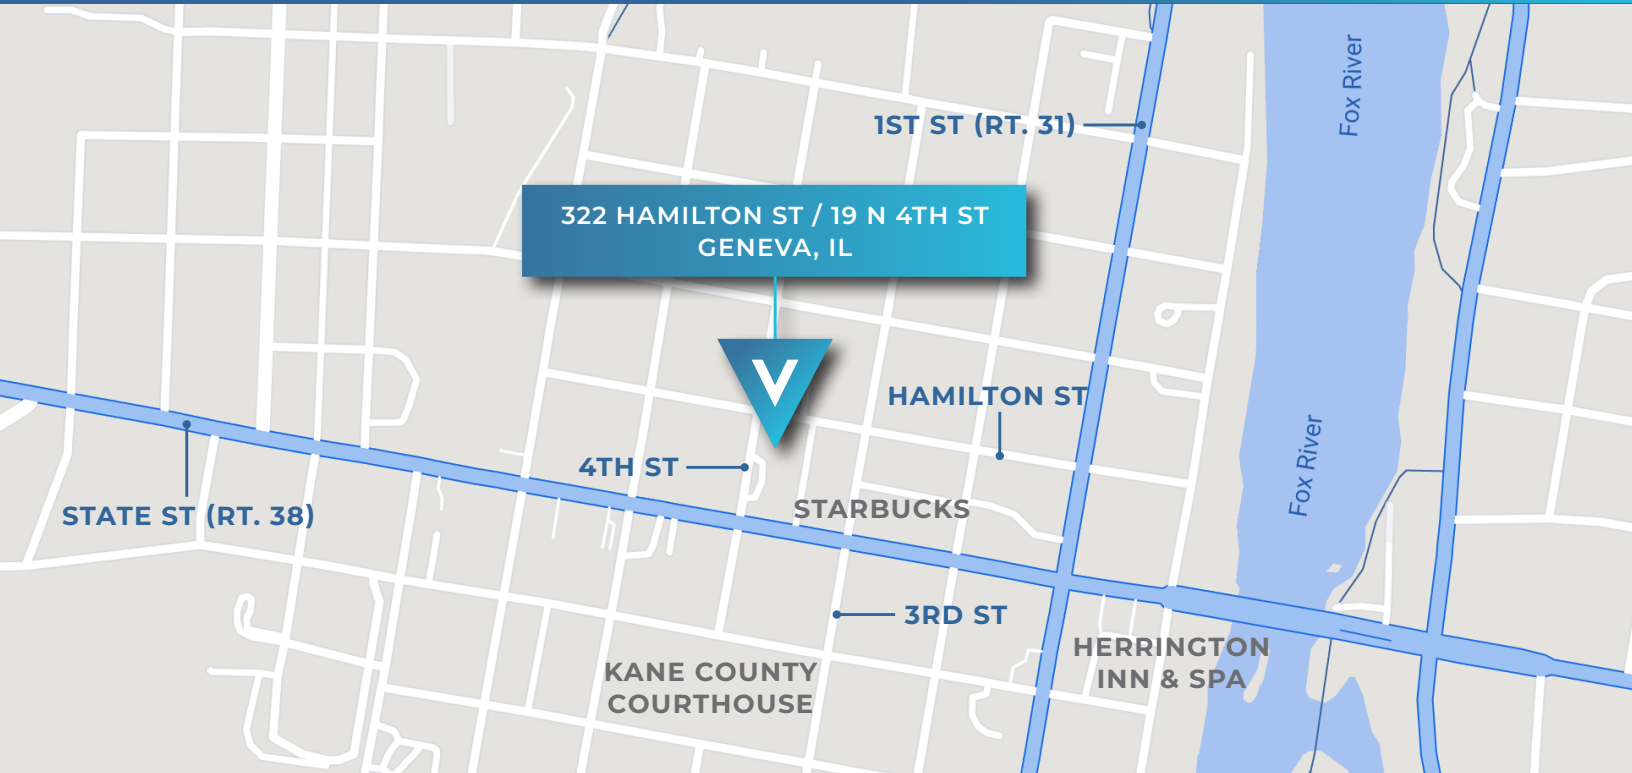 Fox River
1ST ST (RT. 31)
322 HAMILTON ST / 19 N 4TH ST
GENEVA, IL
V
HAMILTON ST
Fox River
4TH ST
STARBUCKS
STATE ST (RT. 38)
3RD ST
HERRINGTON
INN & SPA
KANE COUNTY
COURTHOUSE